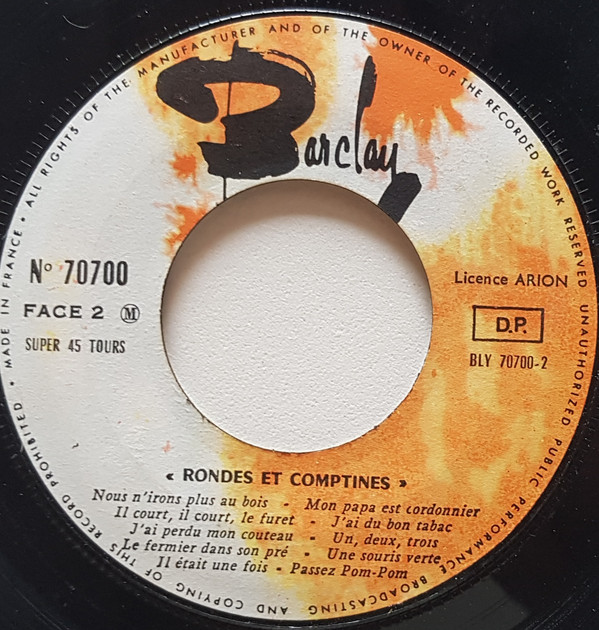 MADE IN FRANCE • ALL RIGHTS OF THE MANUFACTURER AND OF THE OWNER OF THE RECORDED WORK RESERVED UNAUTHORIZED PUBLIC PERFORMANCE BROADCASTING AND COPYING OF THIS RECORD PROHIBITED •
Barclay
Nº 70700
FACE 2 M
SUPER 45 TOURS
Licence ARION
D.P.
BLY 70700-2
« RONDES ET COMPTINES »
Nous n'irons plus au bois - Mon papa est cordonnier
Il court, il court, le furet - J'ai du bon tabac
J'ai perdu mon couteau - Un, deux, trois
Le fermier dans son pré - Une souris verte
Il était une fois - Passez Pom-Pom